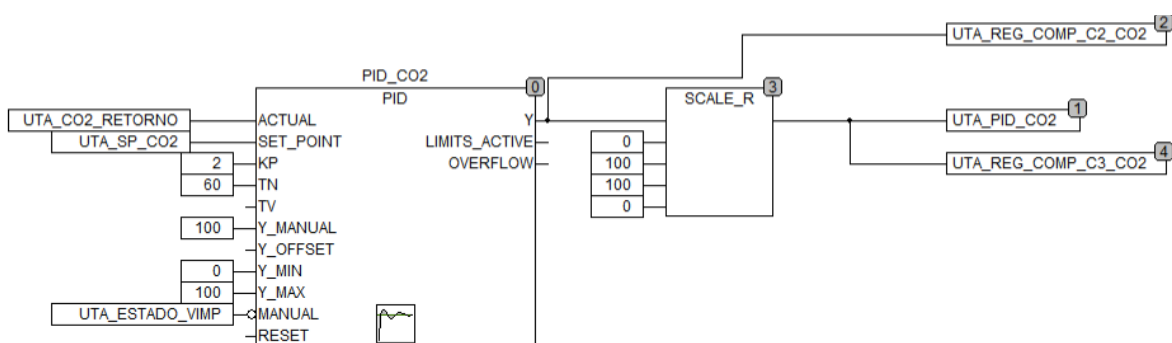 2
UTA_REG_COMP_C2_CO2
PID_CO2
0
3
PID
SCALE_R
UTA_CO2_RETORNO
ACTUAL
Y
1
UTA_PID_CO2
UTA_SP_CO2
SET_POINT
LIMITS_ACTIVE
0
2
KP
OVERFLOW
100
4
UTA_REG_COMP_C3_CO2
60
TN
100
TV
0
100
Y_MANUAL
Y_OFFSET
0
Y_MIN
100
Y_MAX
UTA_ESTADO_VIMP
MANUAL
RESET